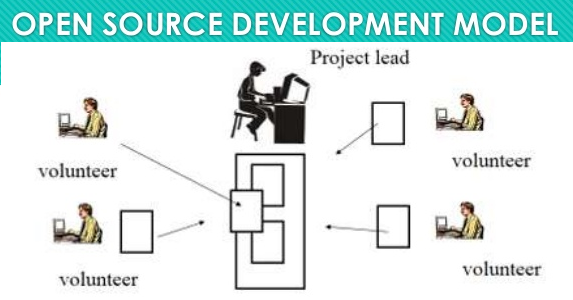 OPEN SOURCE DEVELOPMENT MODEL
Project lead
volunteer
volunteer
volunteer
volunteer